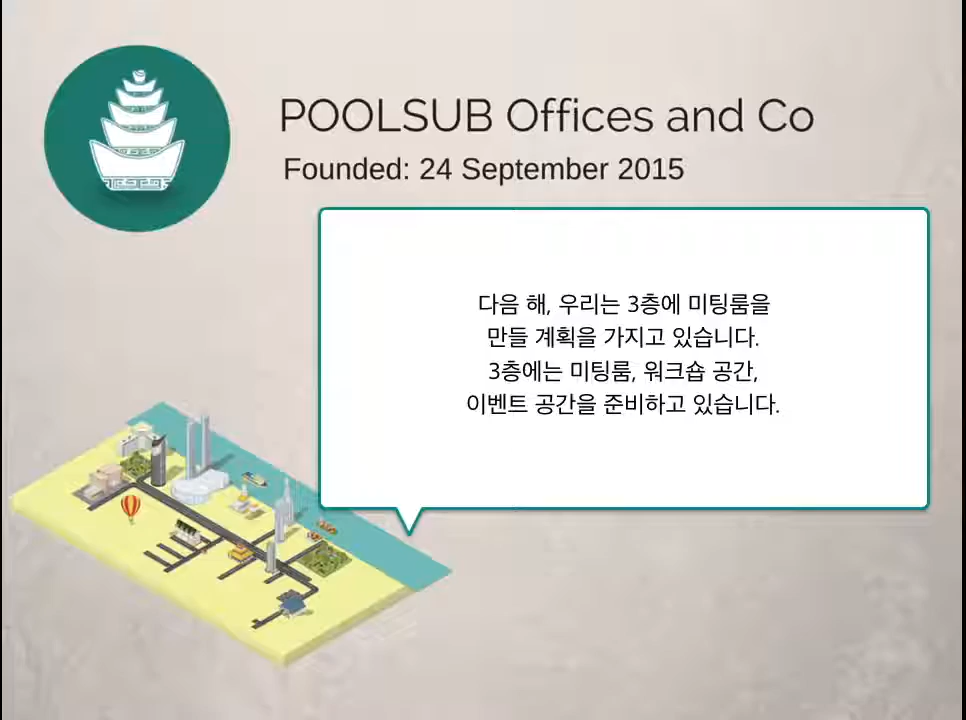 POOLSUB Offices and Co
Founded: 24 September 2015
다음 해, 우리는 3층에 미팅룸을
만들 계획을 가지고 있습니다.
3층에는 미팅룸, 워크숍 공간,
이벤트 공간을 준비하고 있습니다.